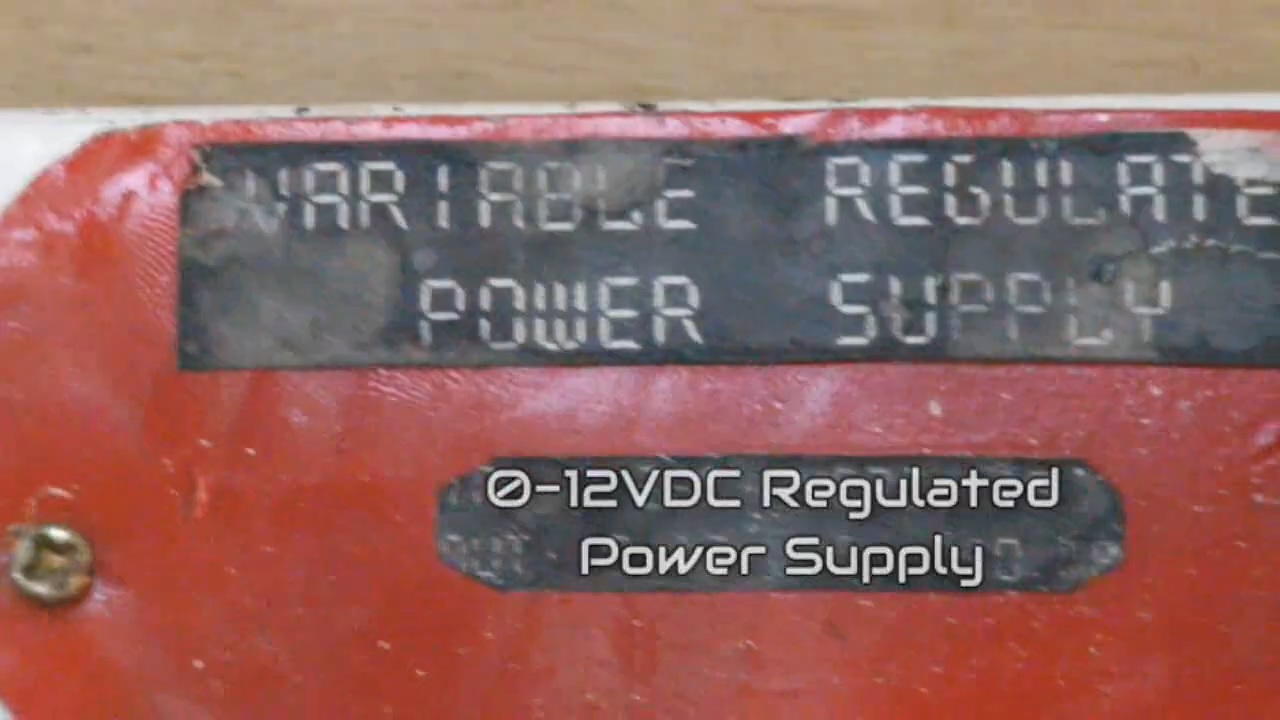 VARIABLE REGULATE
POWER SUPPLY
0-12VDC Regulated
Power Supply